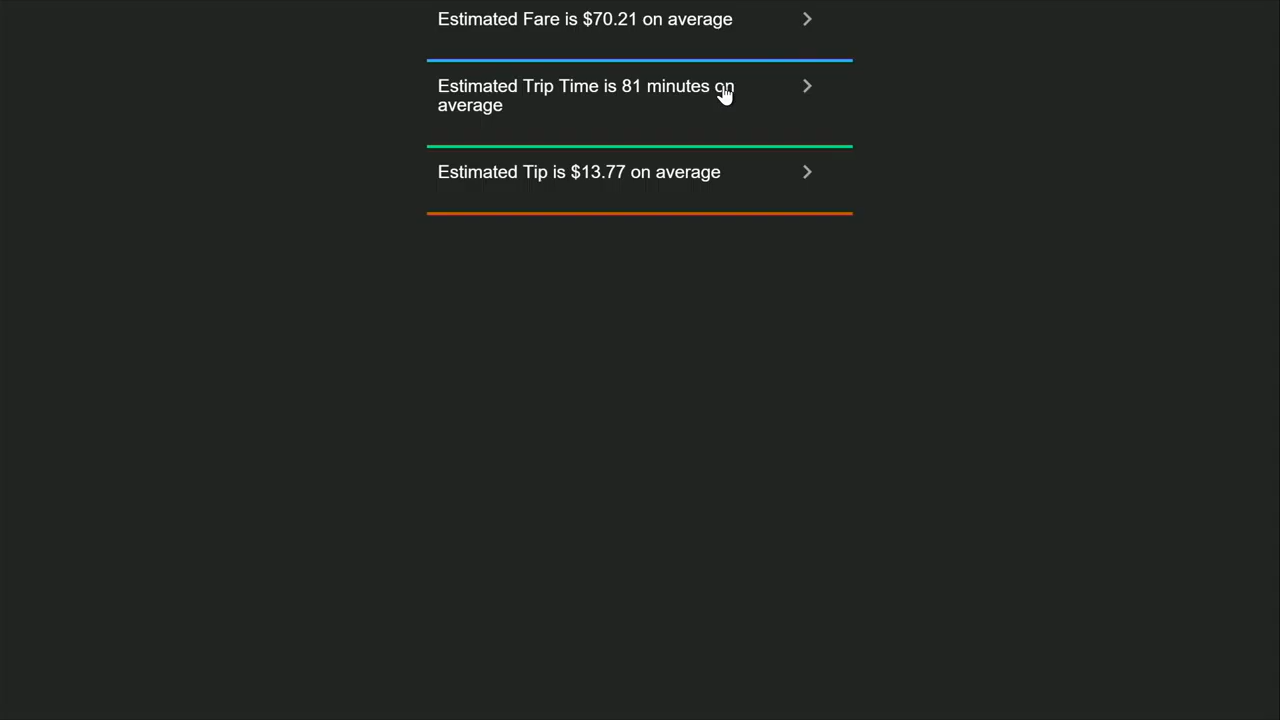 Estimated Fare is $70.21 on average
Estimated Trip Time is 81 minutes on
average
Estimated Tip is $13.77 on average